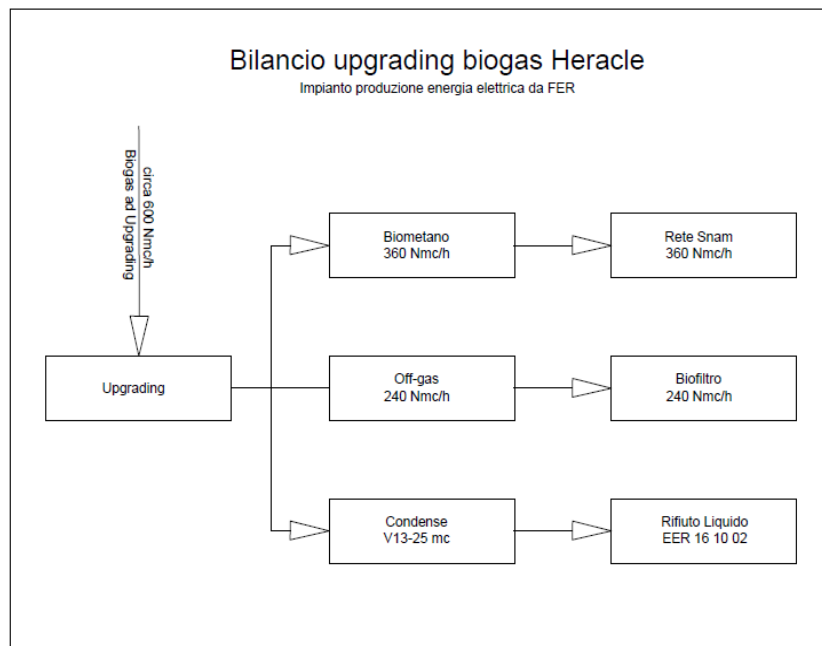 Bilancio upgrading biogas Heracle
Impianto produzione energia elettrica da FER
circa 600 Nmc/h
Biogas ad Upgrading
Biometano
360 Nmc/h
Rete Snam
360 Nmc/h
Upgrading
Off-gas
240 Nmc/h
Biofiltro
240 Nmc/h
Condense
V13-25 mc
Rifiuto Liquido
EER 16 10 02